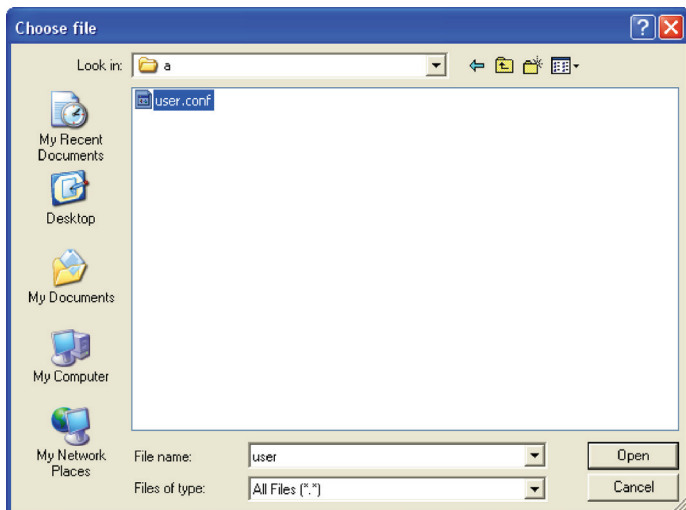 Choose file
Look in: a
user.conf
My Recent
Documents
Desktop
My Documents
My Computer
My Network
Places
File name: user Open
Files of type: All Files (*.*) Cancel